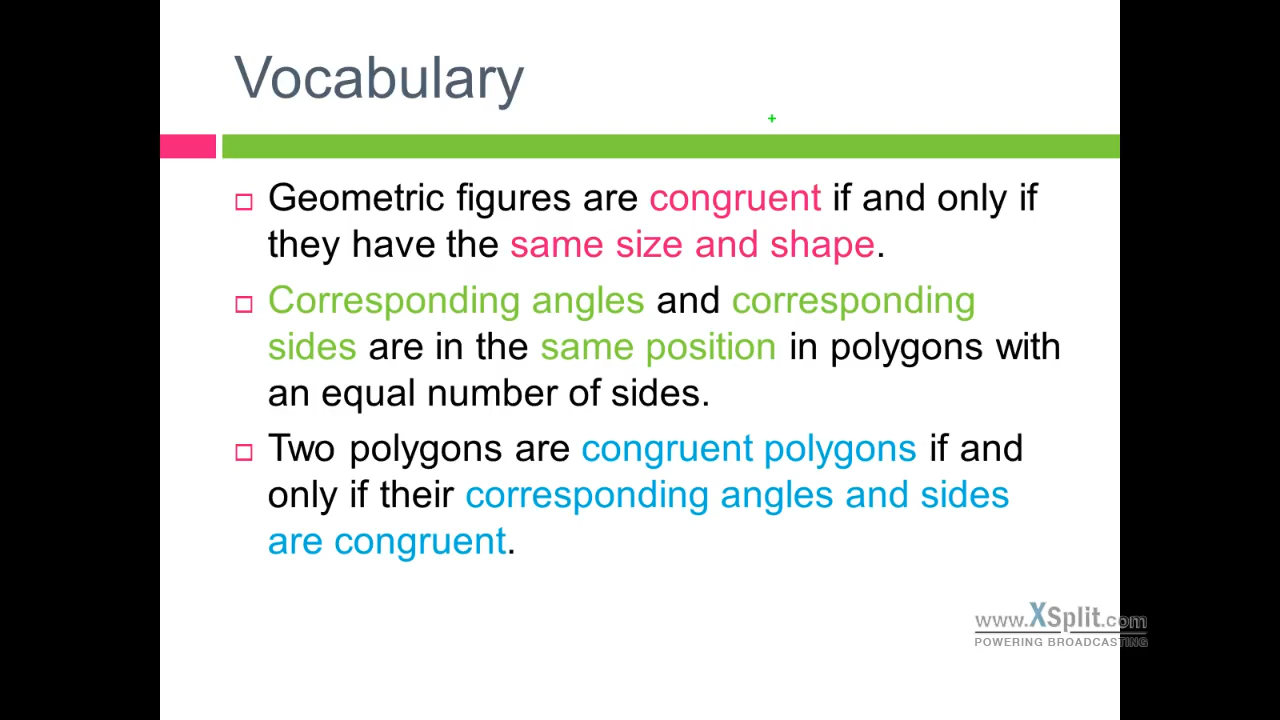 Vocabulary
Geometric figures are congruent if and only if
they have the same size and shape.
Corresponding angles and corresponding
sides are in the same position in polygons with
an equal number of sides.
Two polygons are congruent polygons if and
only if their corresponding angles and sides
are congruent.
www.XSplit.com
POWERING BROADCASTING